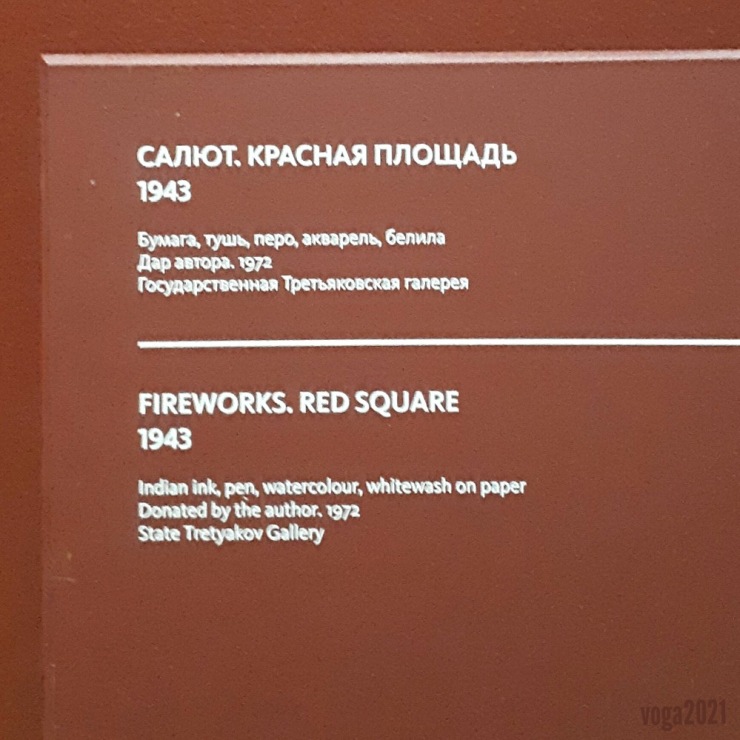 САЛЮТ. КРАСНАЯ ПЛОЩАДЬ
1943
Бумага, тушь, перо, акварель, белила
Дар автора. 1972
Государственная Третьяковская галерея
FIREWORKS. RED SQUARE
1943
Indian ink, pen, watercolour, whitewash on paper
Donated by the author. 1972
State Tretyakov Gallery
voga2021